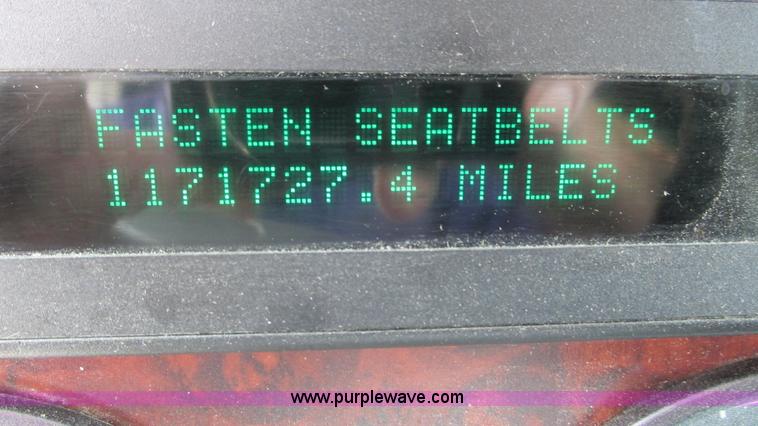 FASTEN SEATBELTS
1171727.4 MILES
www.purplewave.com